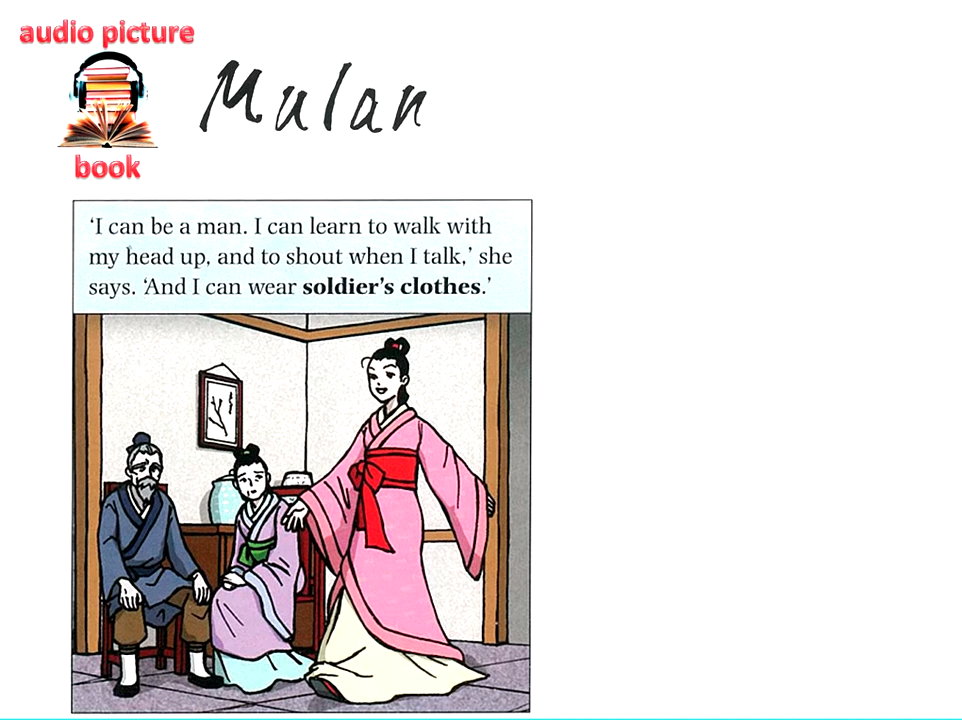 audio picture
book
Mulan
‘I can be a man. I can learn to walk with
my head up, and to shout when I talk,’ she
says. ‘And I can wear soldier’s clothes.’